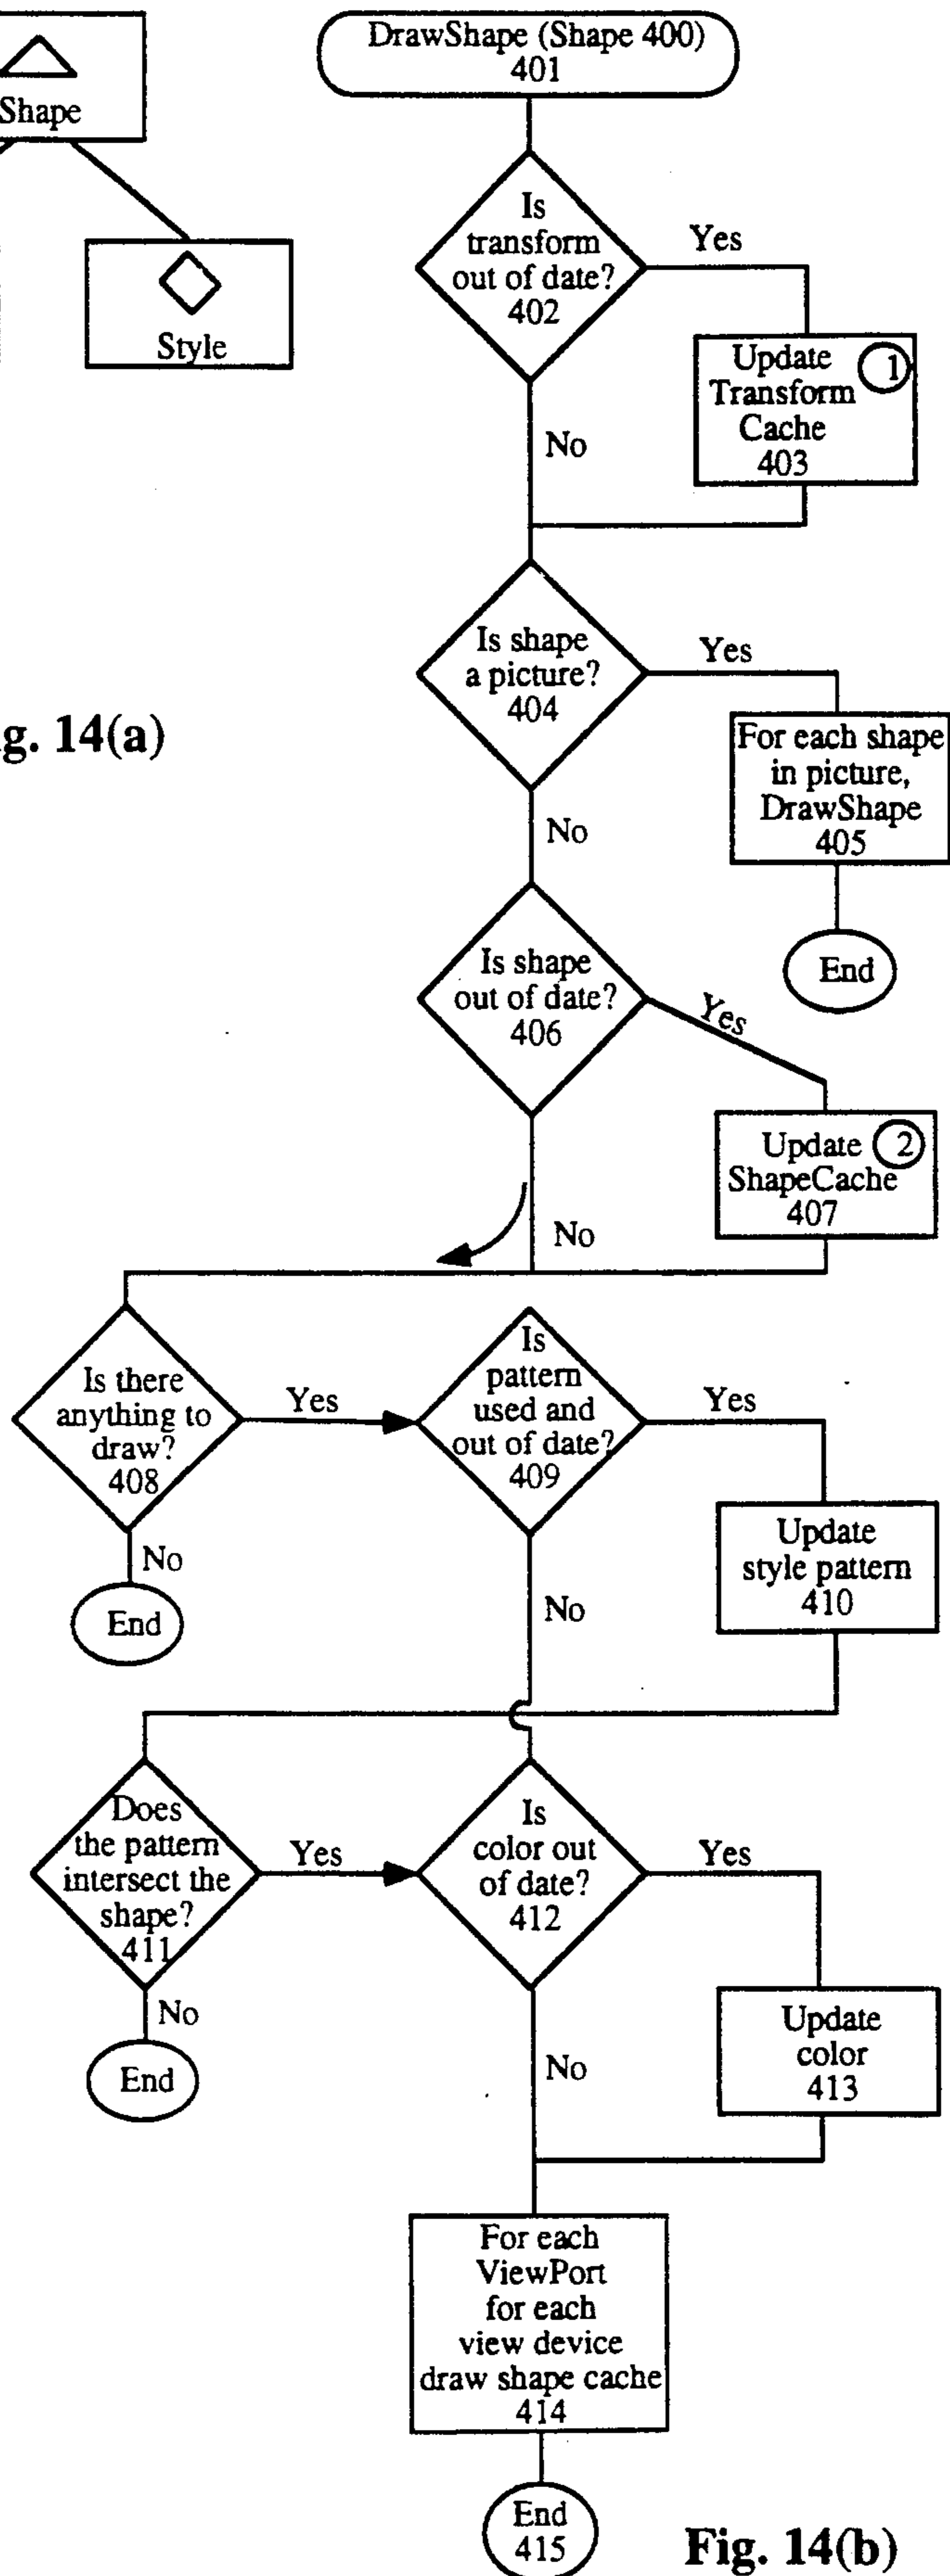 Shape
Style
g. 14(a)
DrawShape (Shape 400)
401
Is
transform
out of date?
402
Yes
No
Update
Transform
Cache
403
1
Is shape
a picture?
404
Yes
No
For each shape
in picture,
DrawShape
405
End
Is shape
out of date?
406
Yes
No
Update
ShapeCache
407
2
Is there
anything to
draw?
408
Yes
No
End
Is
pattern
used and
out of date?
409
Yes
No
Update
style pattern
410
Does
the pattern
intersect the
shape?
411
Yes
No
End
Is
color out
of date?
412
Yes
No
Update
color
413
For each
ViewPort
for each
view device
draw shape cache
414
End
415
Fig. 14(b)